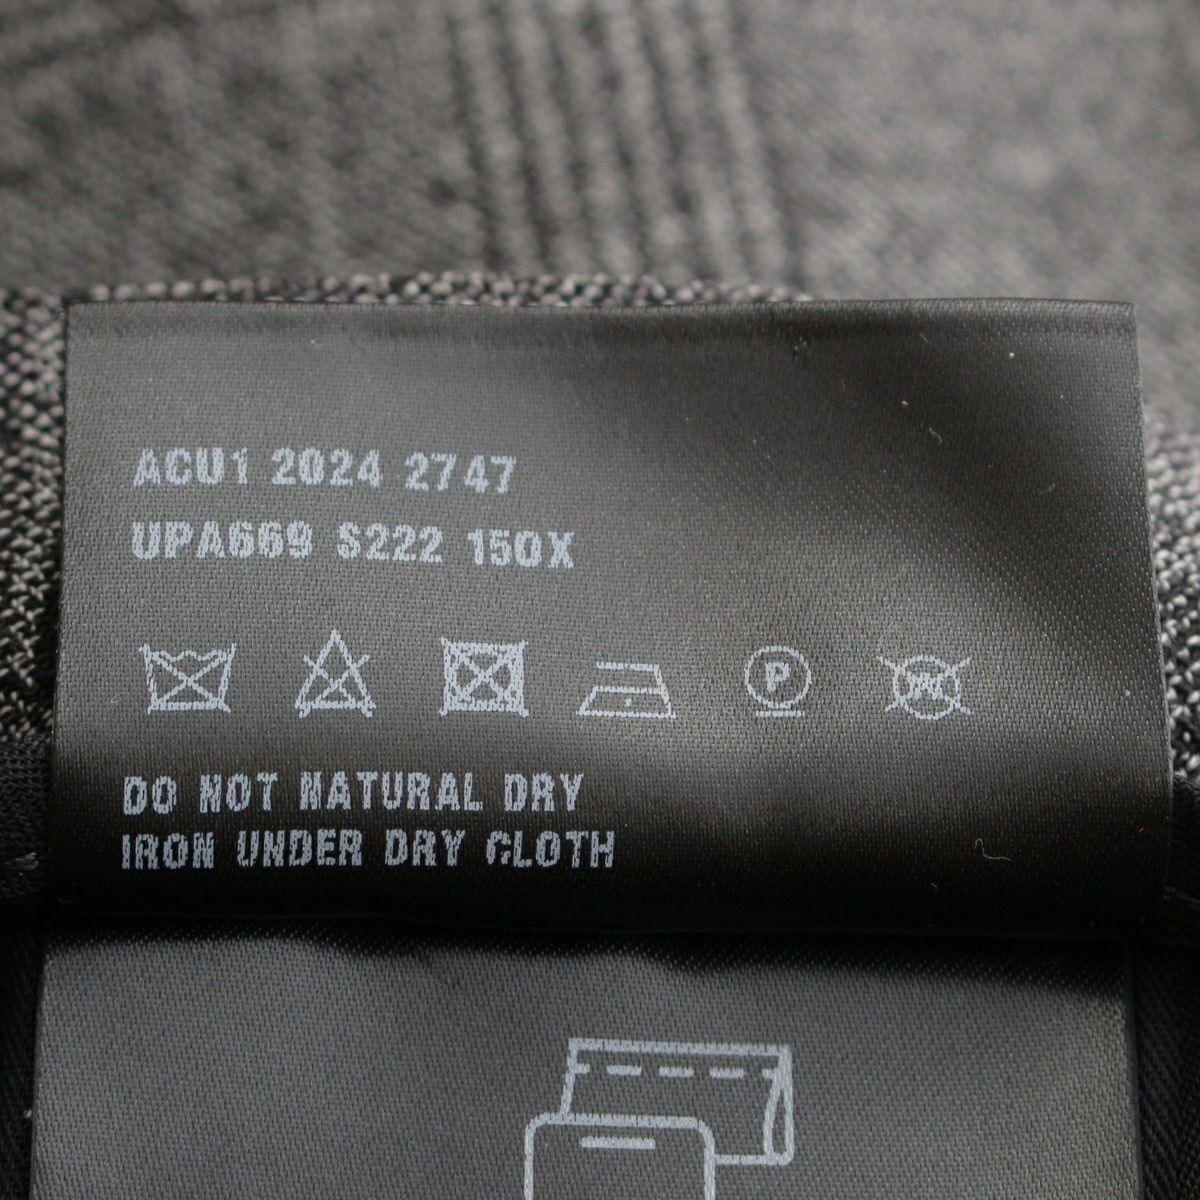 ACU1 2024 2747
UPA669 S222 150X
P W
DO NOT NATURAL DRY
IRON UNDER DRY CLOTH